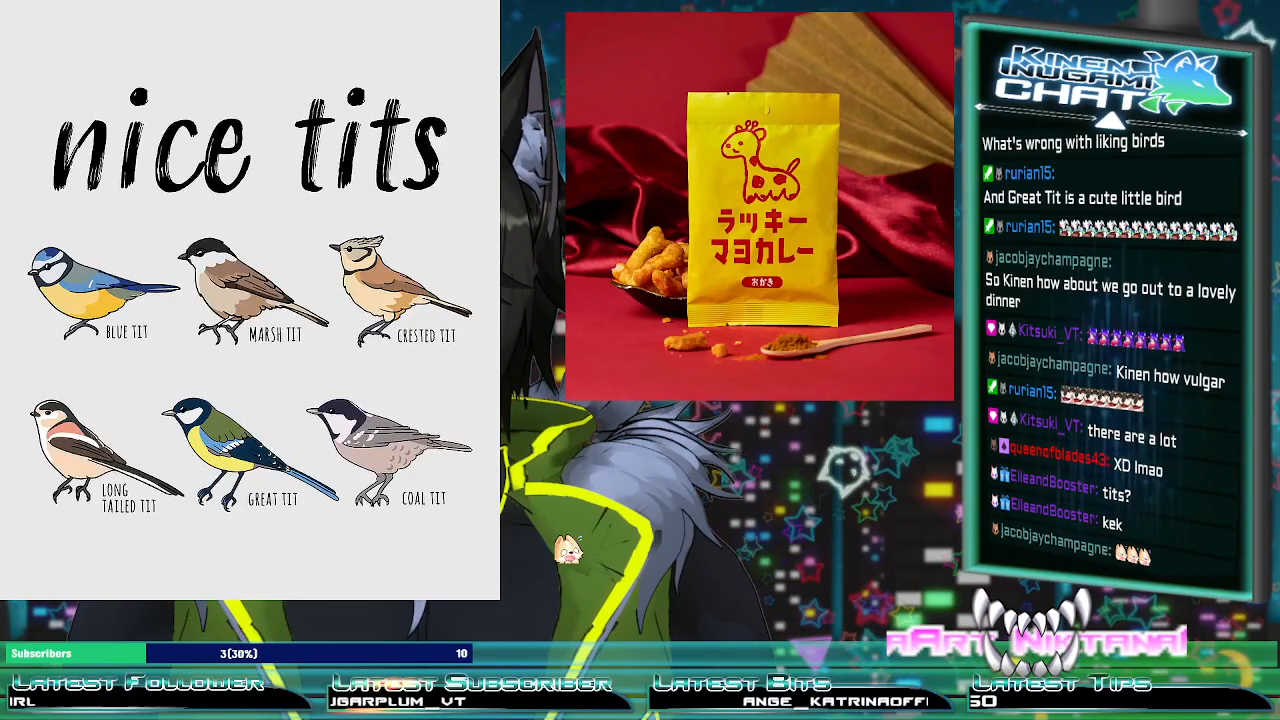 nice tits
BLUE TIT
MARSH TIT
CRESTED TIT
LONG
TAILED TIT
GREAT TIT
COAL TIT
ラッキー
マヨカレー
おかき
KINEN
INUGAMI
CHAT
What's wrong with liking birds
rurian15:
And Great Tit is a cute little bird
rurian15:
jacobjaychampagne:
So Kinen how about we go out to a lovely
dinner
Kitsuki_VT:
jacobjaychampagne: Kinen how vulgar
rurian15:
Kitsuki_VT: there are a lot
queenofblades43: XD lmao
EileandBooster: tits?
EileandBooster: kek
jacobjaychampagne:
Subscribers 3(30%) 10
LATEST FOLLOWER
IRL
LATEST SUBSCRIBER
UGARPLUM_VT
LATEST BITS
ANGE_KATRINAOFF
LATEST TIPS
50